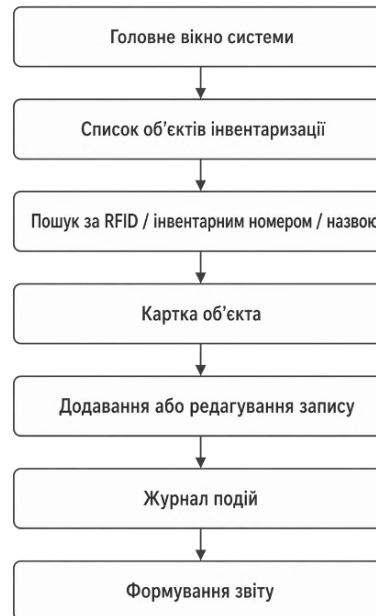 Головне вікно системи
Список об’єктів інвентаризації
Пошук за RFID / інвентарним номером / назвою
Картка об’єкта
Додавання або редагування запису
Журнал подій
Формування звіту